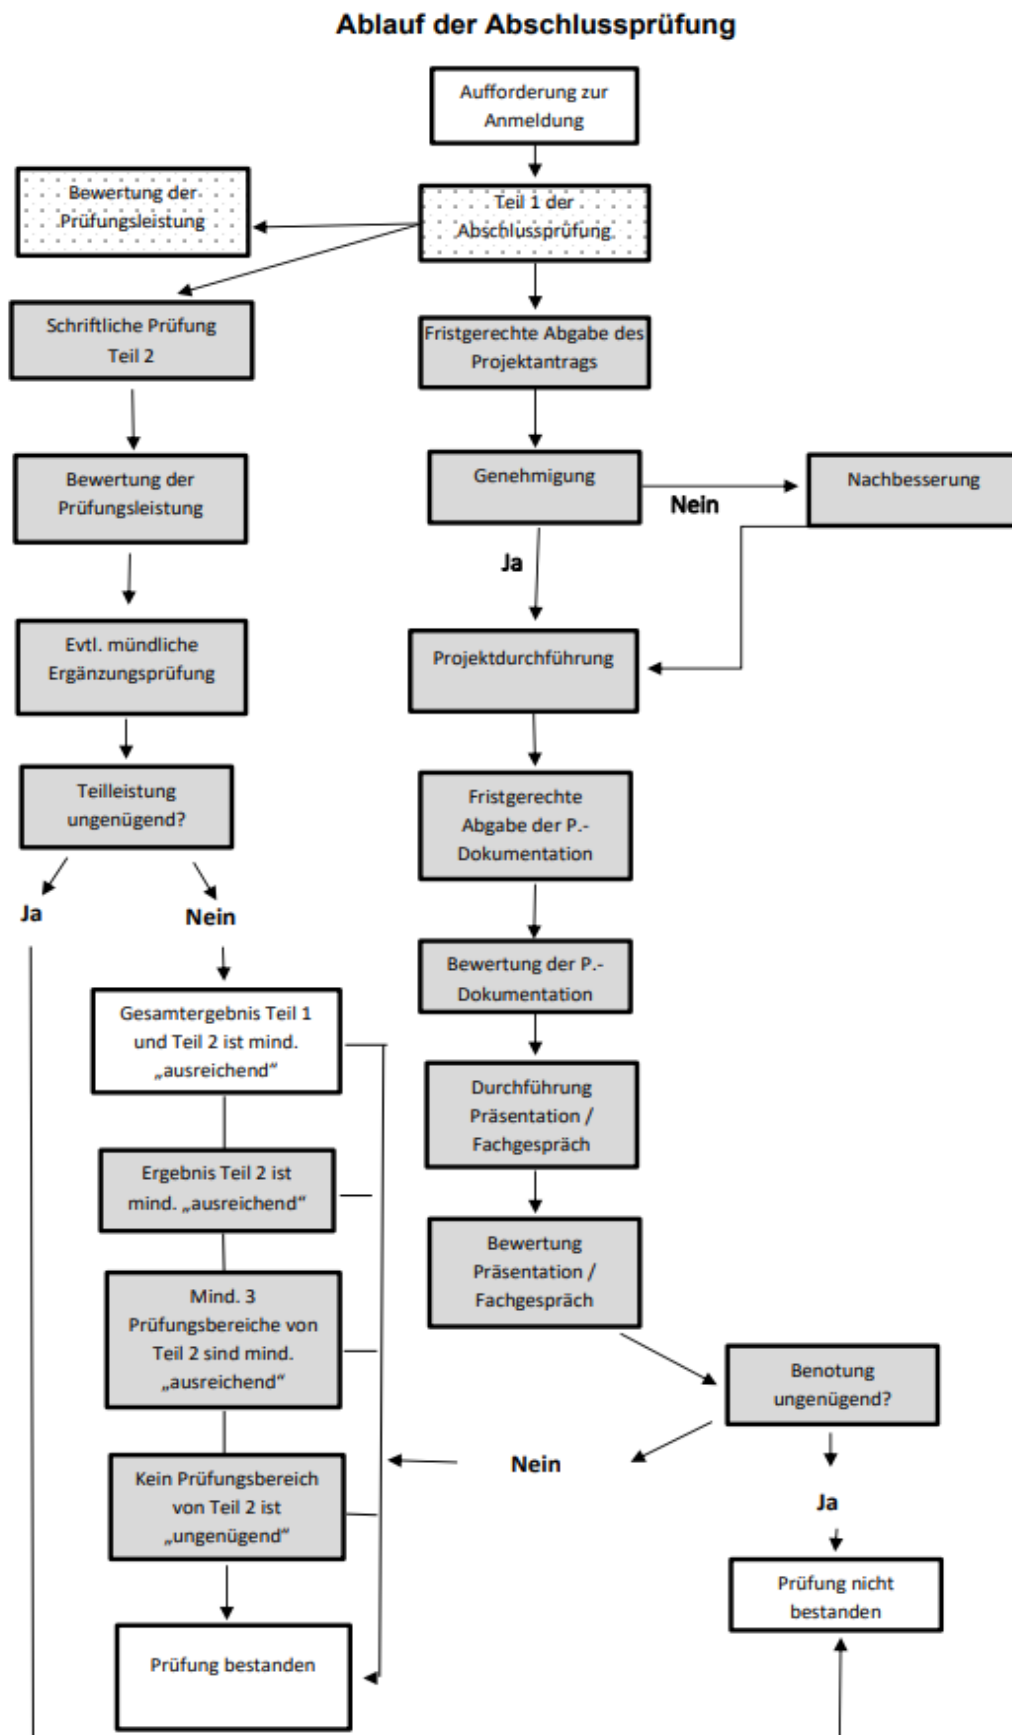 Ablauf der Abschlussprüfung
Aufforderung zur
Anmeldung
Bewertung der
Prüfungsleistung
Teil 1 der
Abschlussprüfung
Schriftliche Prüfung
Teil 2
Fristgerechte Abgabe des
Projektantrags
Bewertung der
Prüfungsleistung
Genehmigung
Nein
Nachbesserung
Ja
Evtl. mündliche
Ergänzungsprüfung
Projektdurchführung
Teilleistung
ungenügend?
Fristgerechte
Abgabe der P.-
Dokumentation
Ja
Nein
Bewertung der P.-
Dokumentation
Gesamtergebnis Teil 1
und Teil 2 ist mind.
„ausreichend“
Durchführung
Präsentation /
Fachgespräch
Ergebnis Teil 2 ist
mind. „ausreichend“
Bewertung
Präsentation /
Fachgespräch
Mind. 3
Prüfungsbereiche von
Teil 2 sind mind.
„ausreichend“
Benotung
ungenügend?
Nein
Kein Prüfungsbereich
von Teil 2 ist
„ungenügend“
Ja
Prüfung nicht
bestanden
Prüfung bestanden